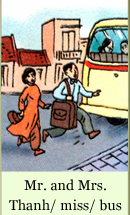 Mr. and Mrs.
Thanh/ miss/ bus